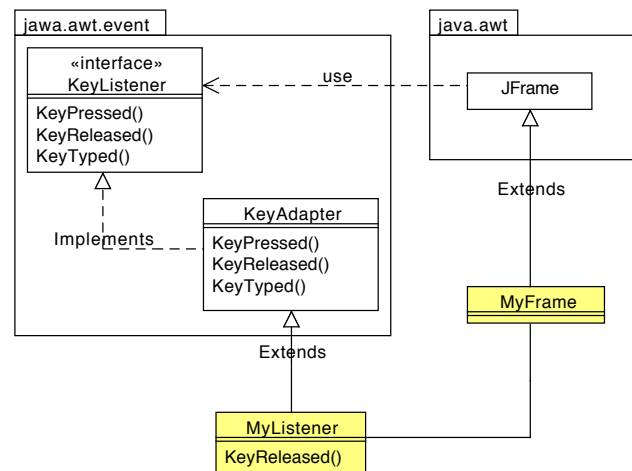 jawa.awt.event
«interface»
KeyListener
KeyPressed()
KeyReleased()
KeyTyped()
use
java.awt
JFrame
Extends
KeyAdapter
KeyPressed()
KeyReleased()
KeyTyped()
Implements
MyFrame
Extends
MyListener
KeyReleased()